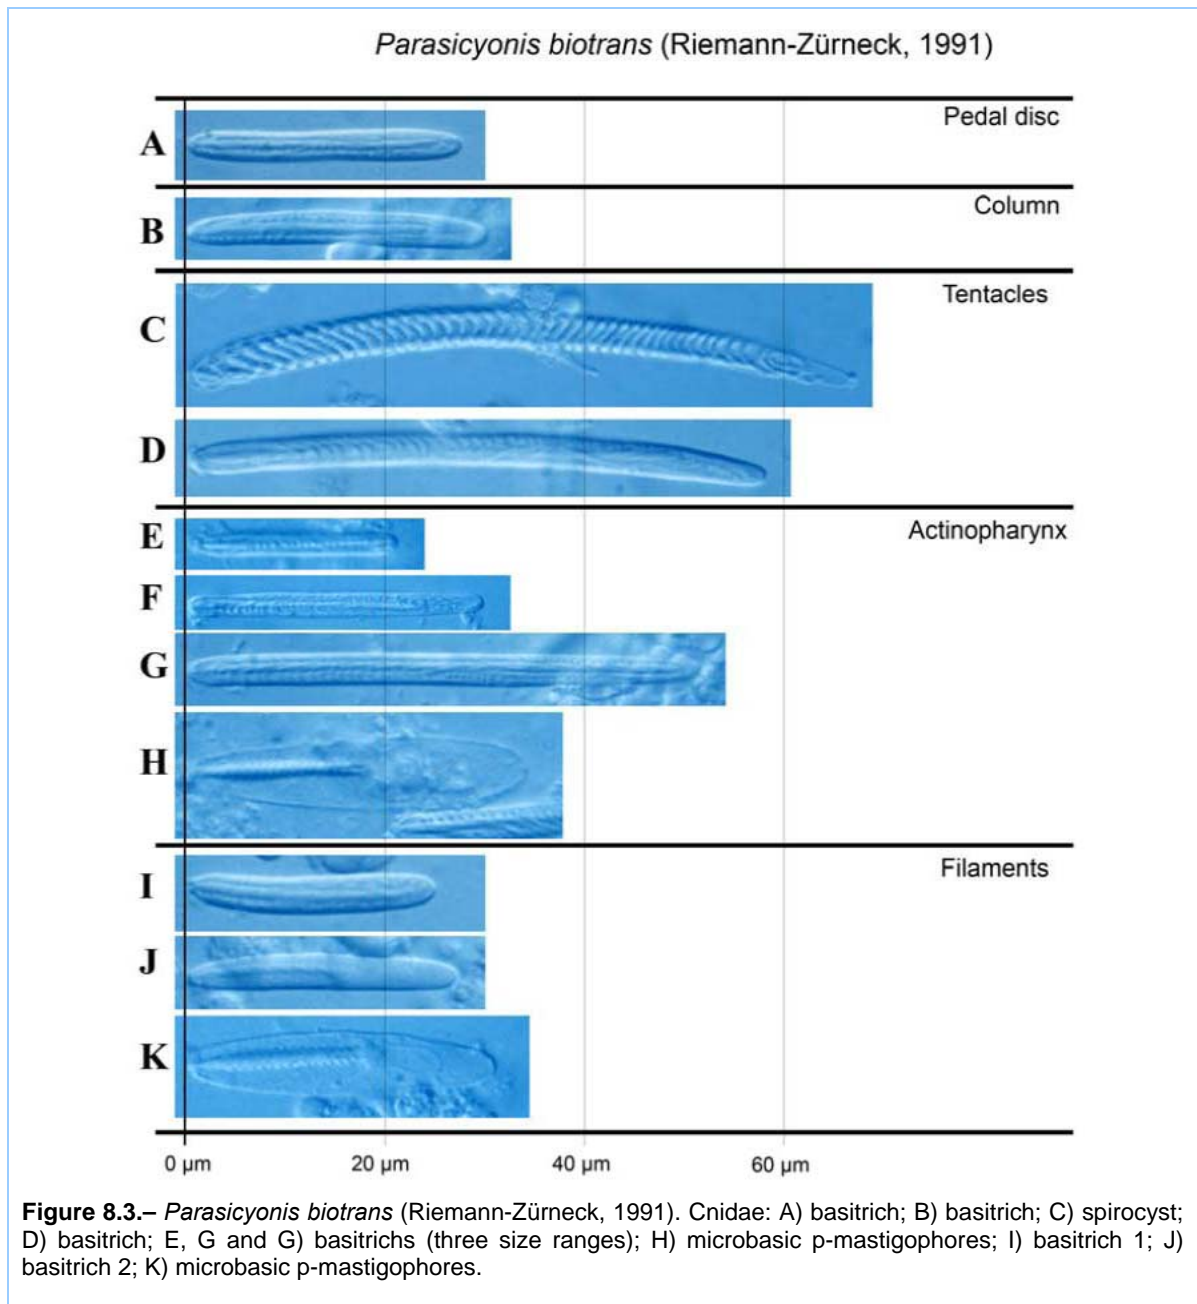 Parasicyonis biotrans (Riemann-Zürneck, 1991)
Pedal disc
A
Column
B
Tentacles
C
D
Actinopharynx
E
F
G
H
Filaments
I
J
K
0 µm 20 µm 40 µm 60 µm
Figure 8.3.– Parasicyonis biotrans (Riemann-Zürneck, 1991). Cnidae: A) basitrich; B) basitrich; C) spirocyst;
D) basitrich; E, G and G) basitrichs (three size ranges); H) microbasic p-mastigophores; I) basitrich 1; J)
basitrich 2; K) microbasic p-mastigophores.